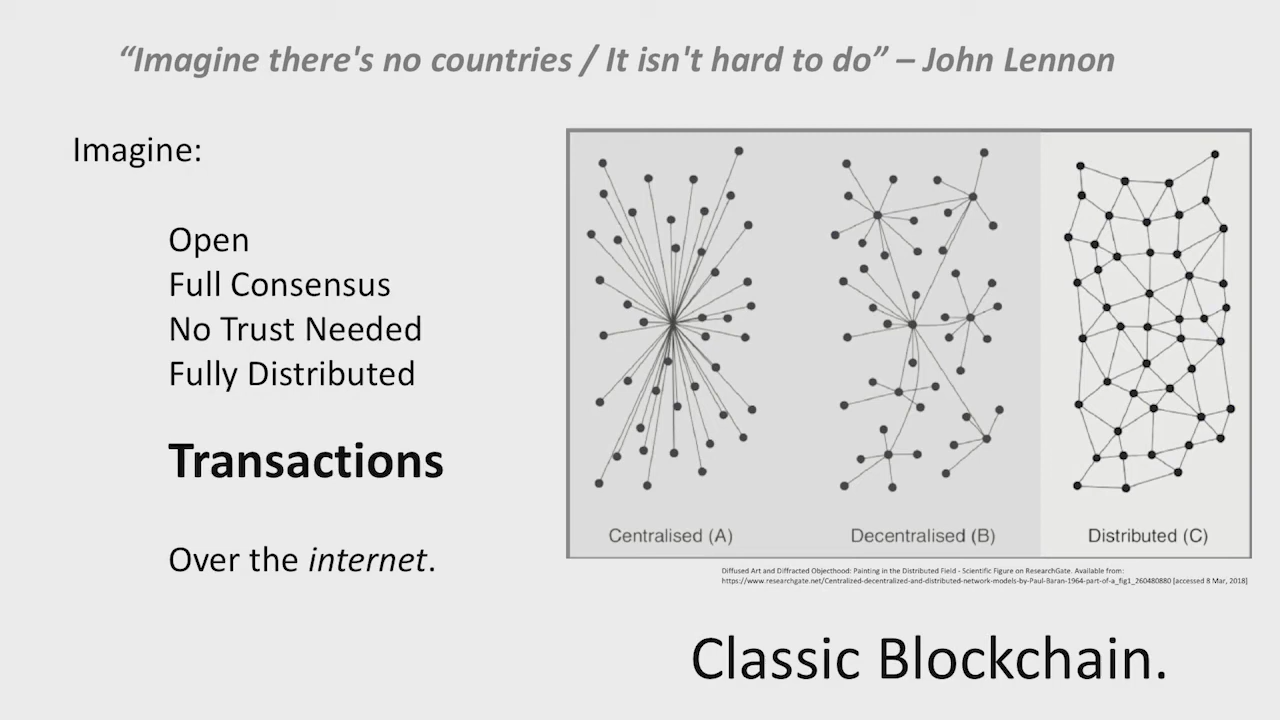 “Imagine there's no countries / It isn't hard to do” – John Lennon
Imagine:
Open
Full Consensus
No Trust Needed
Fully Distributed
Transactions
Over the internet.
Centralised (A)
Decentralised (B)
Distributed (C)
Diffused Art and Diffracted Objecthood: Painting in the Distributed Field - Scientific Figure on ResearchGate. Available from:
https://www.researchgate.net/Centralized-decentralized-and-distributed-network-models-by-Paul-Baran-1964-part-of-a_fig1_260480880 [accessed 8 Mar, 2018]
Classic Blockchain.